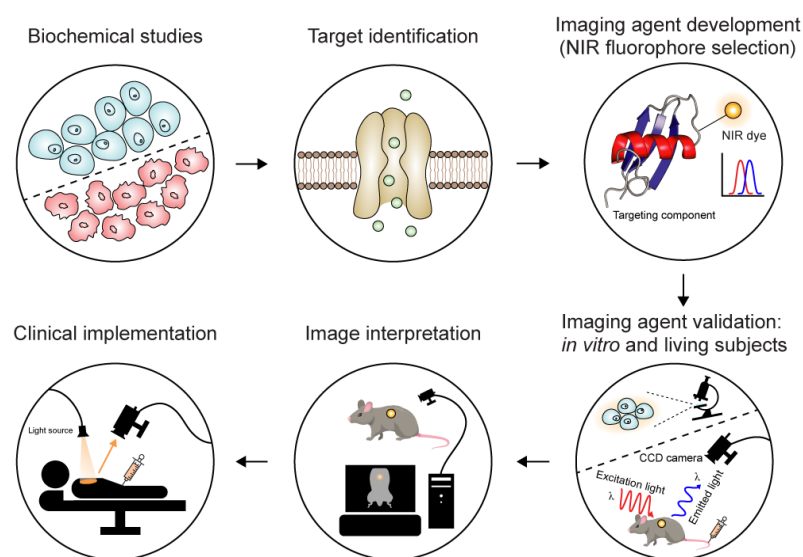 Biochemical studies
Target identification
Imaging agent development
(NIR fluorophore selection)
NIR dye
Targeting component
Clinical implementation
Image interpretation
Imaging agent validation:
in vitro and living subjects
Light source
CCD camera
Excitation light
λ
Emitted light
λ